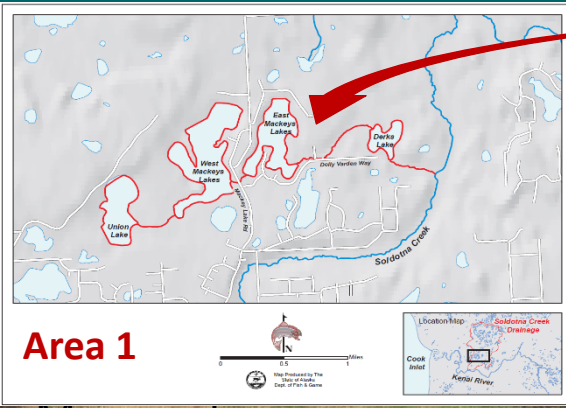 East
Mackeys
Lakes
Derks
Lake
West
Mackeys
Lakes
Dolly Varden Way
Mackey Lake Rd
Union
Lake
Soldotna Creek
Area 1
N
Miles
0
0.5
1
Map Produced by The
State of Alaska
Dept. of Fish & Game
Location Map
Soldotna Creek
Drainage
Cook
Inlet
Kenai River